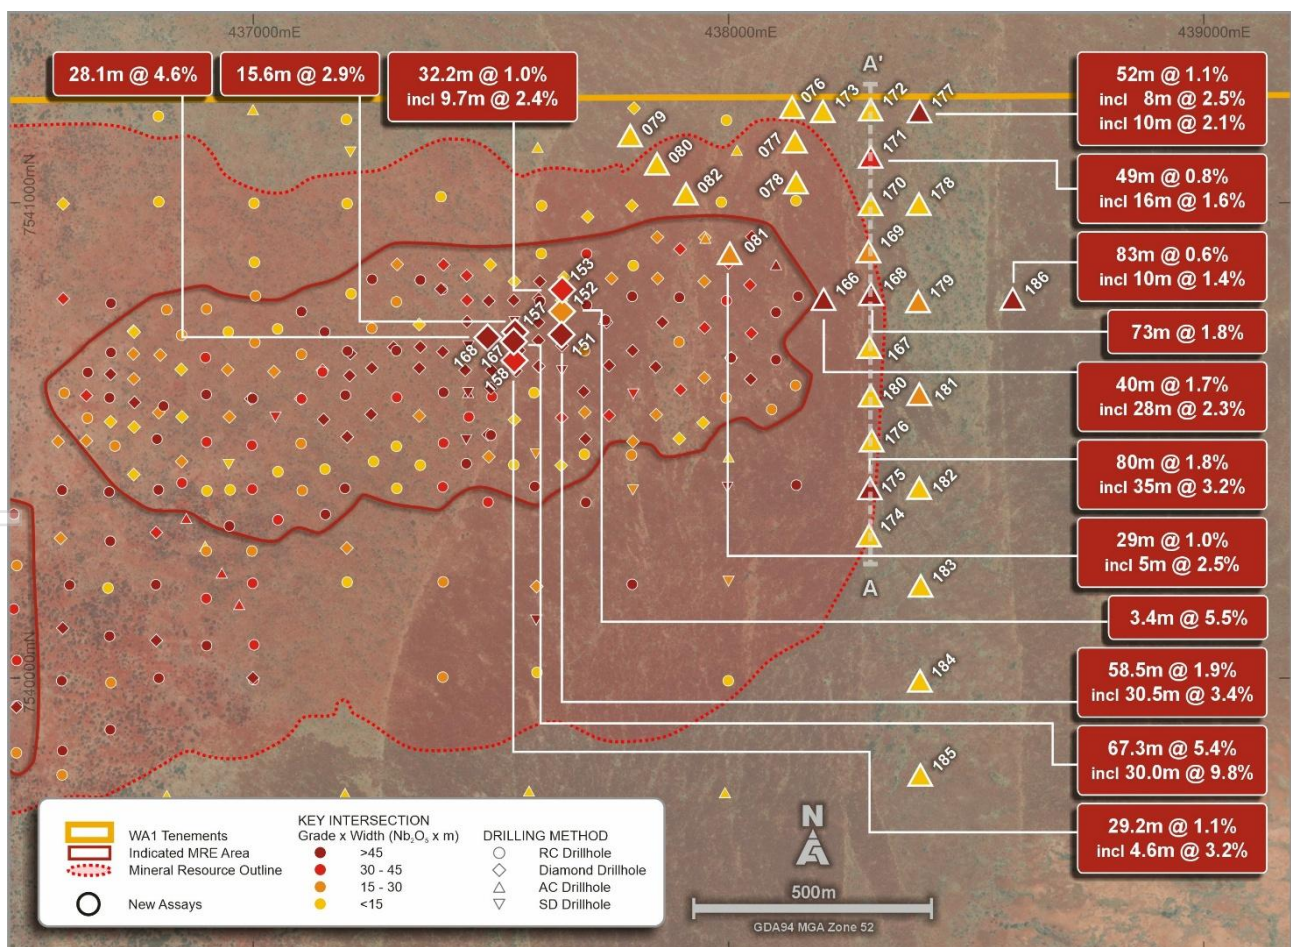 437000mE
438000mE
439000mE
7541000mN
7540000mN
28.1m @ 4.6%
15.6m @ 2.9%
32.2m @ 1.0%
incl 9.7m @ 2.4%
52m @ 1.1%
incl 8m @ 2.5%
incl 10m @ 2.1%
49m @ 0.8%
incl 16m @ 1.6%
83m @ 0.6%
incl 10m @ 1.4%
73m @ 1.8%
40m @ 1.7%
incl 28m @ 2.3%
80m @ 1.8%
incl 35m @ 3.2%
29m @ 1.0%
incl 5m @ 2.5%
3.4m @ 5.5%
58.5m @ 1.9%
incl 30.5m @ 3.4%
67.3m @ 5.4%
incl 30.0m @ 9.8%
29.2m @ 1.1%
incl 4.6m @ 3.2%
A'
076
173
172
177
079
077
171
080
078
082
170
178
081
169
153
152
166
168
179
186
157
168
167
151
158
167
180
181
176
175
182
174
A
183
184
185
WA1 Tenements
Indicated MRE Area
Mineral Resource Outline
New Assays
KEY INTERSECTION
Grade x Width (Nb₂O₅ x m)
>45
30 - 45
15 - 30
<15
DRILLING METHOD
RC Drillhole
Diamond Drillhole
AC Drillhole
SD Drillhole
N
500m
GDA94 MGA Zone 52